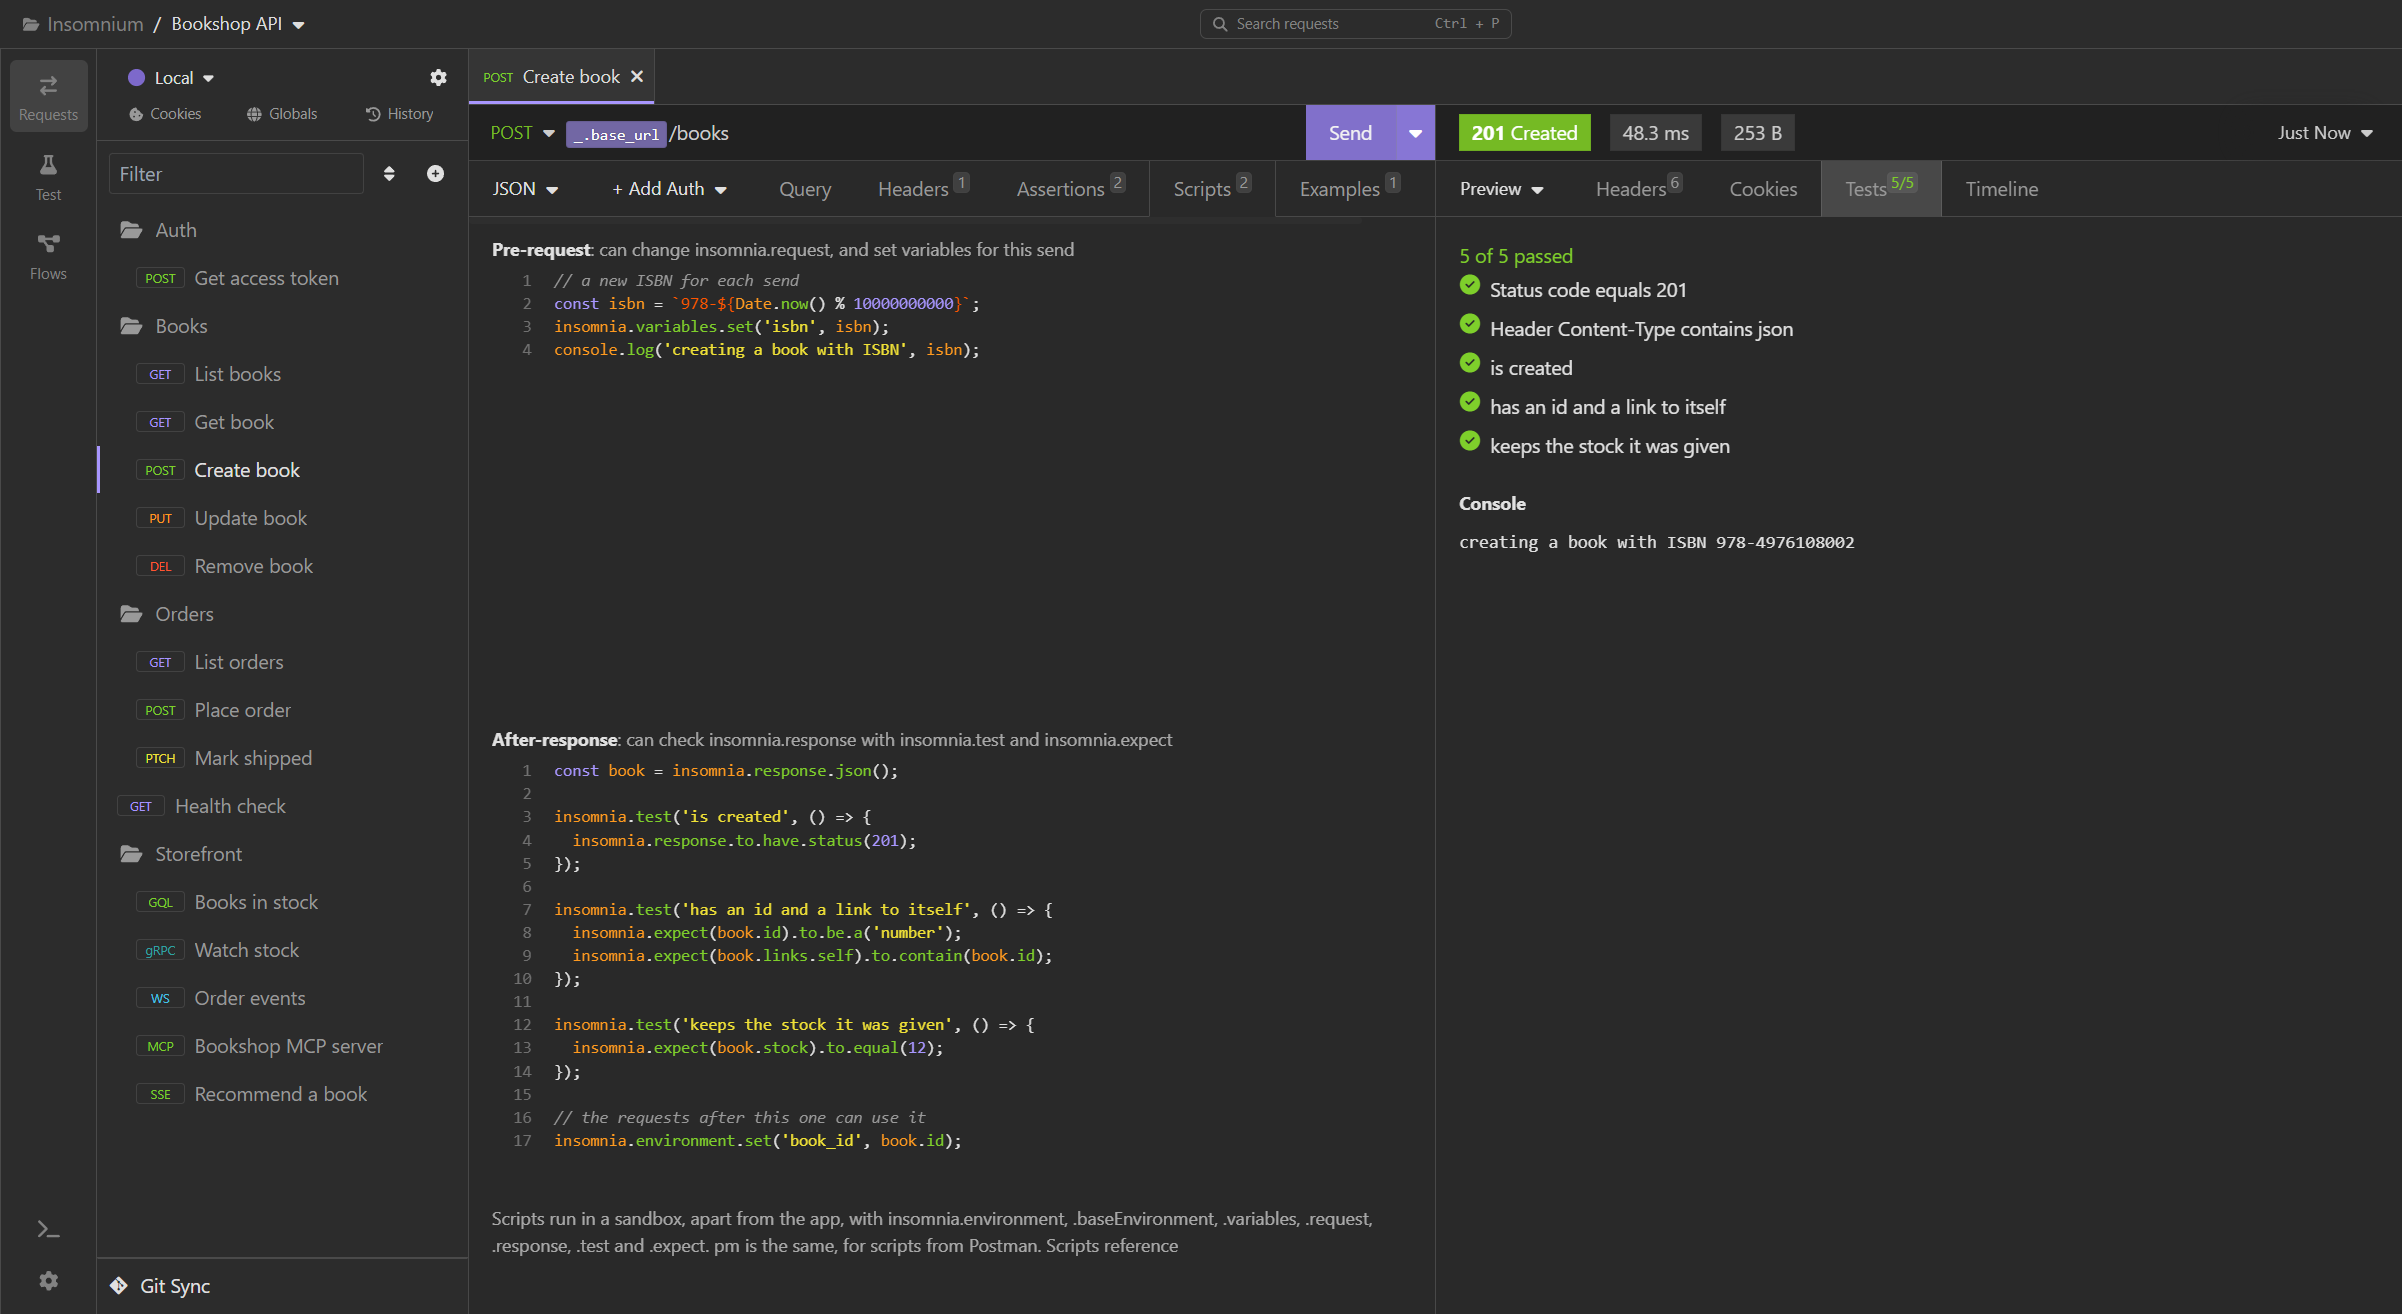 Insomnium / Bookshop API
Search requests Ctrl + P
Requests
Test
Flows
Local
Cookies Globals History
Filter
Auth
POST Get access token
Books
GET List books
GET Get book
POST Create book
PUT Update book
DEL Remove book
Orders
GET List orders
POST Place order
PTCH Mark shipped
GET Health check
Storefront
GQL Books in stock
gRPC Watch stock
WS Order events
MCP Bookshop MCP server
SSE Recommend a book
Git Sync
POST Create book
POST _.base_url /books
Send
JSON + Add Auth Query Headers 1 Assertions 2 Scripts 2 Examples 1
Pre-request: can change insomnia.request, and set variables for this send
1 // a new ISBN for each send
2 const isbn = `978-${Date.now() % 10000000000}`;
3 insomnia.variables.set('isbn', isbn);
4 console.log('creating a book with ISBN', isbn);
After-response: can check insomnia.response with insomnia.test and insomnia.expect
1 const book = insomnia.response.json();
2
3 insomnia.test('is created', () => {
4 insomnia.response.to.have.status(201);
5 });
6
7 insomnia.test('has an id and a link to itself', () => {
8 insomnia.expect(book.id).to.be.a('number');
9 insomnia.expect(book.links.self).to.contain(book.id);
10 });
11
12 insomnia.test('keeps the stock it was given', () => {
13 insomnia.expect(book.stock).to.equal(12);
14 });
15
16 // the requests after this one can use it
17 insomnia.environment.set('book_id', book.id);
Scripts run in a sandbox, apart from the app, with insomnia.environment, .baseEnvironment, .variables, .request,
.response, .test and .expect. pm is the same, for scripts from Postman. Scripts reference
201 Created 48.3 ms 253 B Just Now
Preview Headers 6 Cookies Tests 5/5 Timeline
5 of 5 passed
Status code equals 201
Header Content-Type contains json
is created
has an id and a link to itself
keeps the stock it was given
Console
creating a book with ISBN 978-4976108002